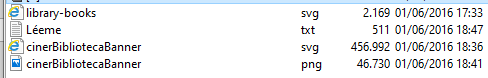 library-books svg 2.169 01/06/2016 17:33
Léeme txt 511 01/06/2016 18:47
cinerBibliotecaBanner svg 456.992 01/06/2016 18:36
cinerBibliotecaBanner png 46.730 01/06/2016 18:41